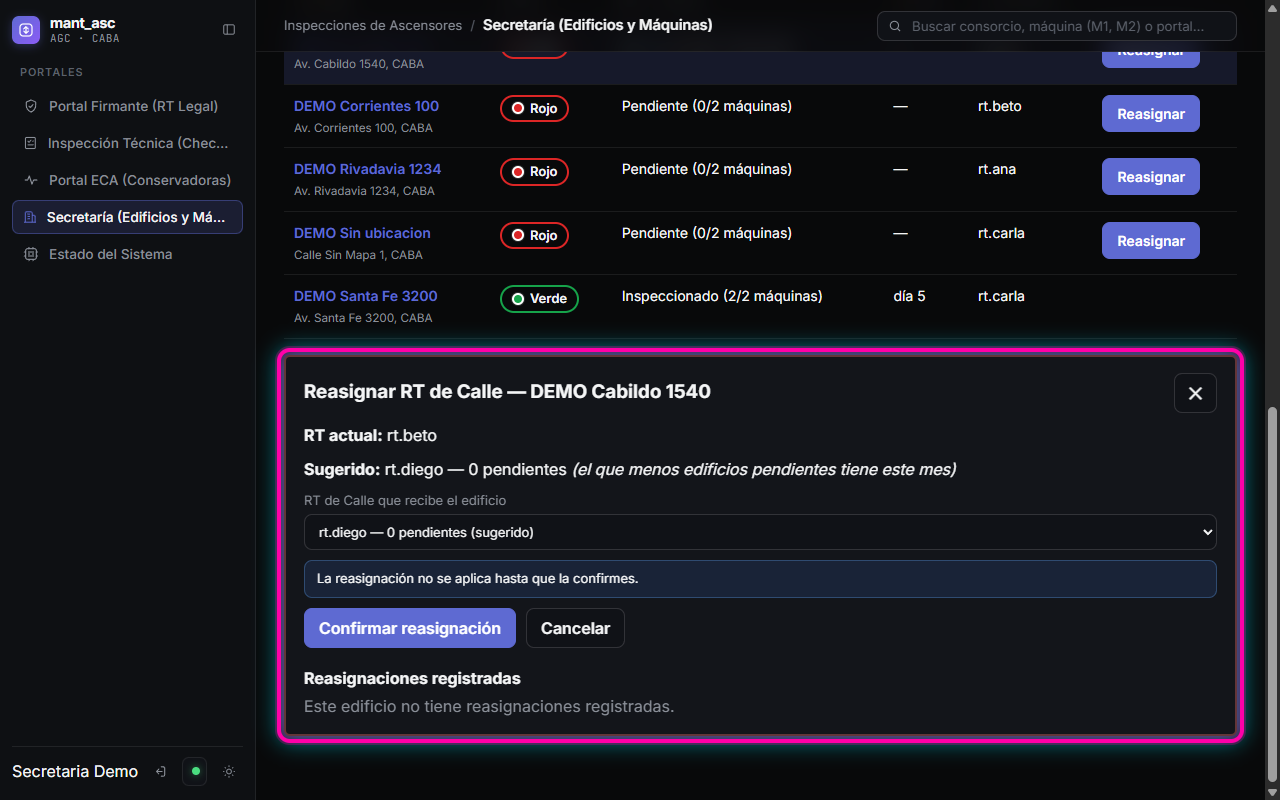 mant_asc
AGC · CABA
PORTALES
Portal Firmante (RT Legal)
Inspección Técnica (Chec...
Portal ECA (Conservadoras)
Secretaría (Edificios y Má...
Estado del Sistema
Secretaria Demo
Inspecciones de Ascensores / Secretaría (Edificios y Máquinas)
Buscar consorcio, máquina (M1, M2) o portal...
Av. Cabildo 1540, CABA
Reasignar
DEMO Corrientes 100 Rojo Pendiente (0/2 máquinas) — rt.beto Reasignar
Av. Corrientes 100, CABA
DEMO Rivadavia 1234 Rojo Pendiente (0/2 máquinas) — rt.ana Reasignar
Av. Rivadavia 1234, CABA
DEMO Sin ubicacion Rojo Pendiente (0/2 máquinas) — rt.carla Reasignar
Calle Sin Mapa 1, CABA
DEMO Santa Fe 3200 Verde Inspeccionado (2/2 máquinas) día 5 rt.carla
Av. Santa Fe 3200, CABA
Reasignar RT de Calle — DEMO Cabildo 1540
RT actual: rt.beto
Sugerido: rt.diego — 0 pendientes (el que menos edificios pendientes tiene este mes)
RT de Calle que recibe el edificio
rt.diego — 0 pendientes (sugerido)
La reasignación no se aplica hasta que la confirmes.
Confirmar reasignación Cancelar
Reasignaciones registradas
Este edificio no tiene reasignaciones registradas.